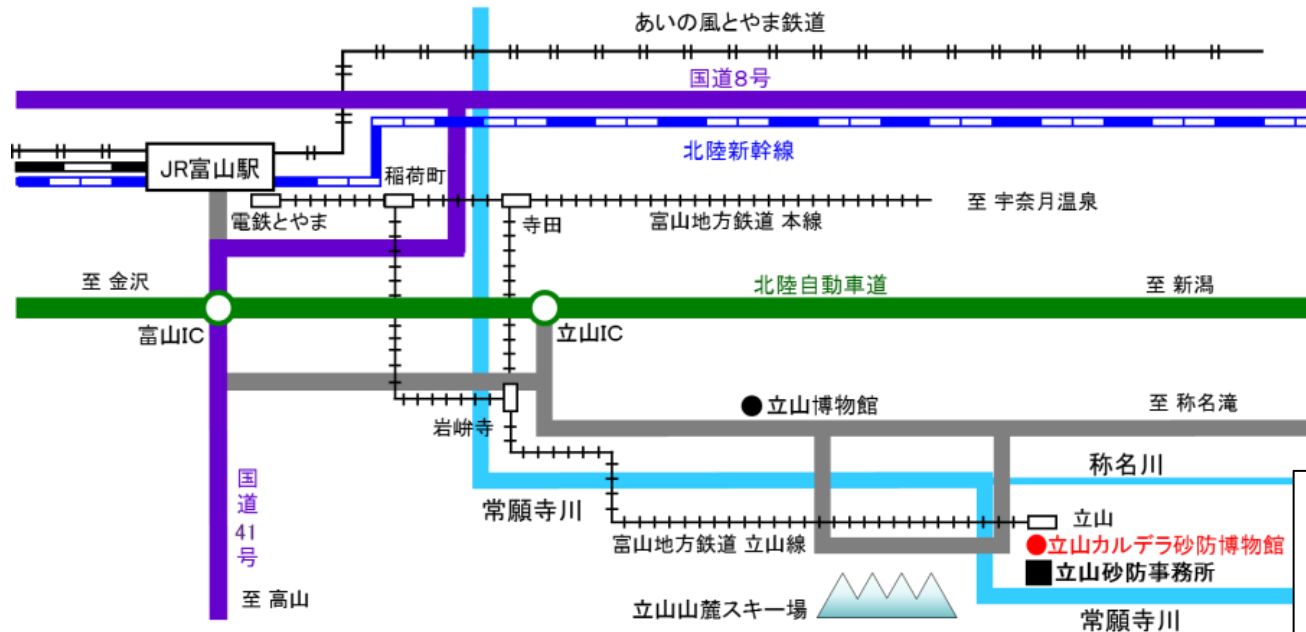 あいの風とやま鉄道
国道8号
北陸新幹線
JR富山駅
稲荷町
電鉄とやま
寺田
富山地方鉄道 本線
至 宇奈月温泉
至 金沢
北陸自動車道
至 新潟
富山IC
立山IC
立山博物館
至 称名滝
岩峅寺
称名川
国道41号
常願寺川
立山
富山地方鉄道 立山線
立山カルデラ砂防博物館
立山砂防事務所
至 高山
立山山麓スキー場
常願寺川